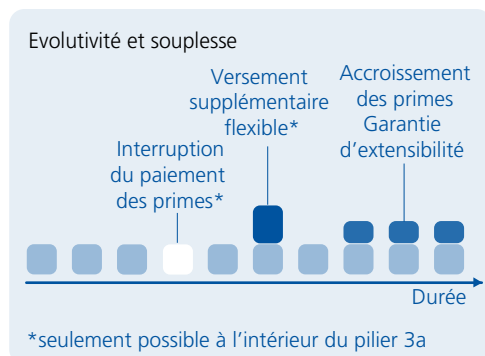 Evolutivité et souplesse
Versement
supplémentaire
flexible*
Accroissement
des primes
Garantie
d'extensibilité
Interruption
du paiement
des primes*
Durée
*seulement possible à l'intérieur du pilier 3a